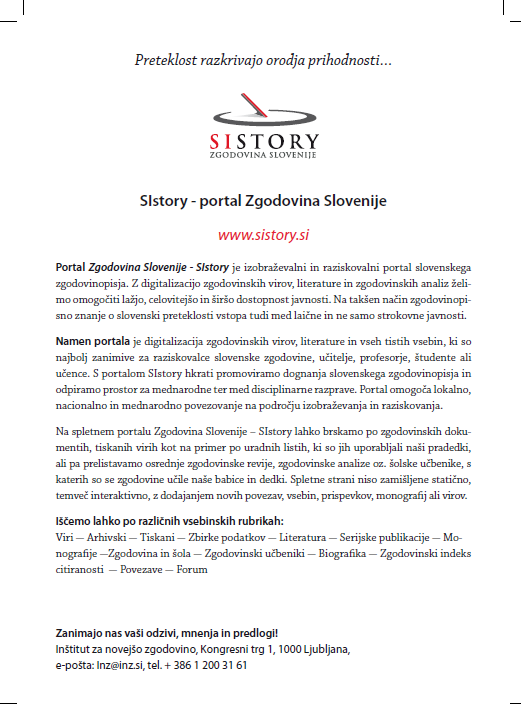 Preteklost razkrivajo orodja prihodnosti...
SISTORY
ZGODOVINA SLOVENIJE
SIstory - portal Zgodovina Slovenije
www.sistory.si
Portal Zgodovina Slovenije - SIstory je izobraževalni in raziskovalni portal slovenskega
zgodovinopisja. Z digitalizacijo zgodovinskih virov, literature in zgodovinskih analiz želi-
mo omogočiti lažjo, celovitejšo in širšo dostopnost javnosti. Na takšen način zgodovinopi-
sno znanje o slovenski preteklosti vstopa tudi med laične in ne samo strokovne javnosti.
Namen portala je digitalizacija zgodovinskih virov, literature in vseh tistih vsebin, ki so
najbolj zanimive za raziskovalce slovenske zgodovine, učitelje, profesorje, študente ali
učence. S portalom SIstory hkrati promoviramo dognanja slovenskega zgodovinopisja in
odpiramo prostor za mednarodne ter med disciplinarne razprave. Portal omogoča lokalno,
nacionalno in mednarodno povezovanje na področju izobraževanja in raziskovanja.
Na spletnem portalu Zgodovina Slovenije – SIstory lahko brskamo po zgodovinskih doku-
mentih, tiskanih virih kot na primer po uradnih listih, ki so jih uporabljali naši pradedki,
ali pa prelistavamo osrednje zgodovinske revije, zgodovinske analize oz. šolske učbenike, s
katerih so se zgodovine učile naše babice in dedki. Spletne strani niso zamišljene statično,
temveč interaktivno, z dodajanjem novih povezav, vsebin, prispevkov, monografij ali virov.
Iščemo lahko po različnih vsebinskih rubrikah:
Viri — Arhivski — Tiskani — Zbirke podatkov — Literatura — Serijske publikacije — Mo-
nografije —Zgodovina in šola — Zgodovinski učbeniki — Biografika — Zgodovinski indeks
citiranosti — Povezave — Forum
Zanimajo nas vaši odzivi, mnenja in predlogi!
Inštitut za novejšo zgodovino, Kongresni trg 1, 1000 Ljubljana,
e-pošta: Inz@inz.si, tel. + 386 1 200 31 61